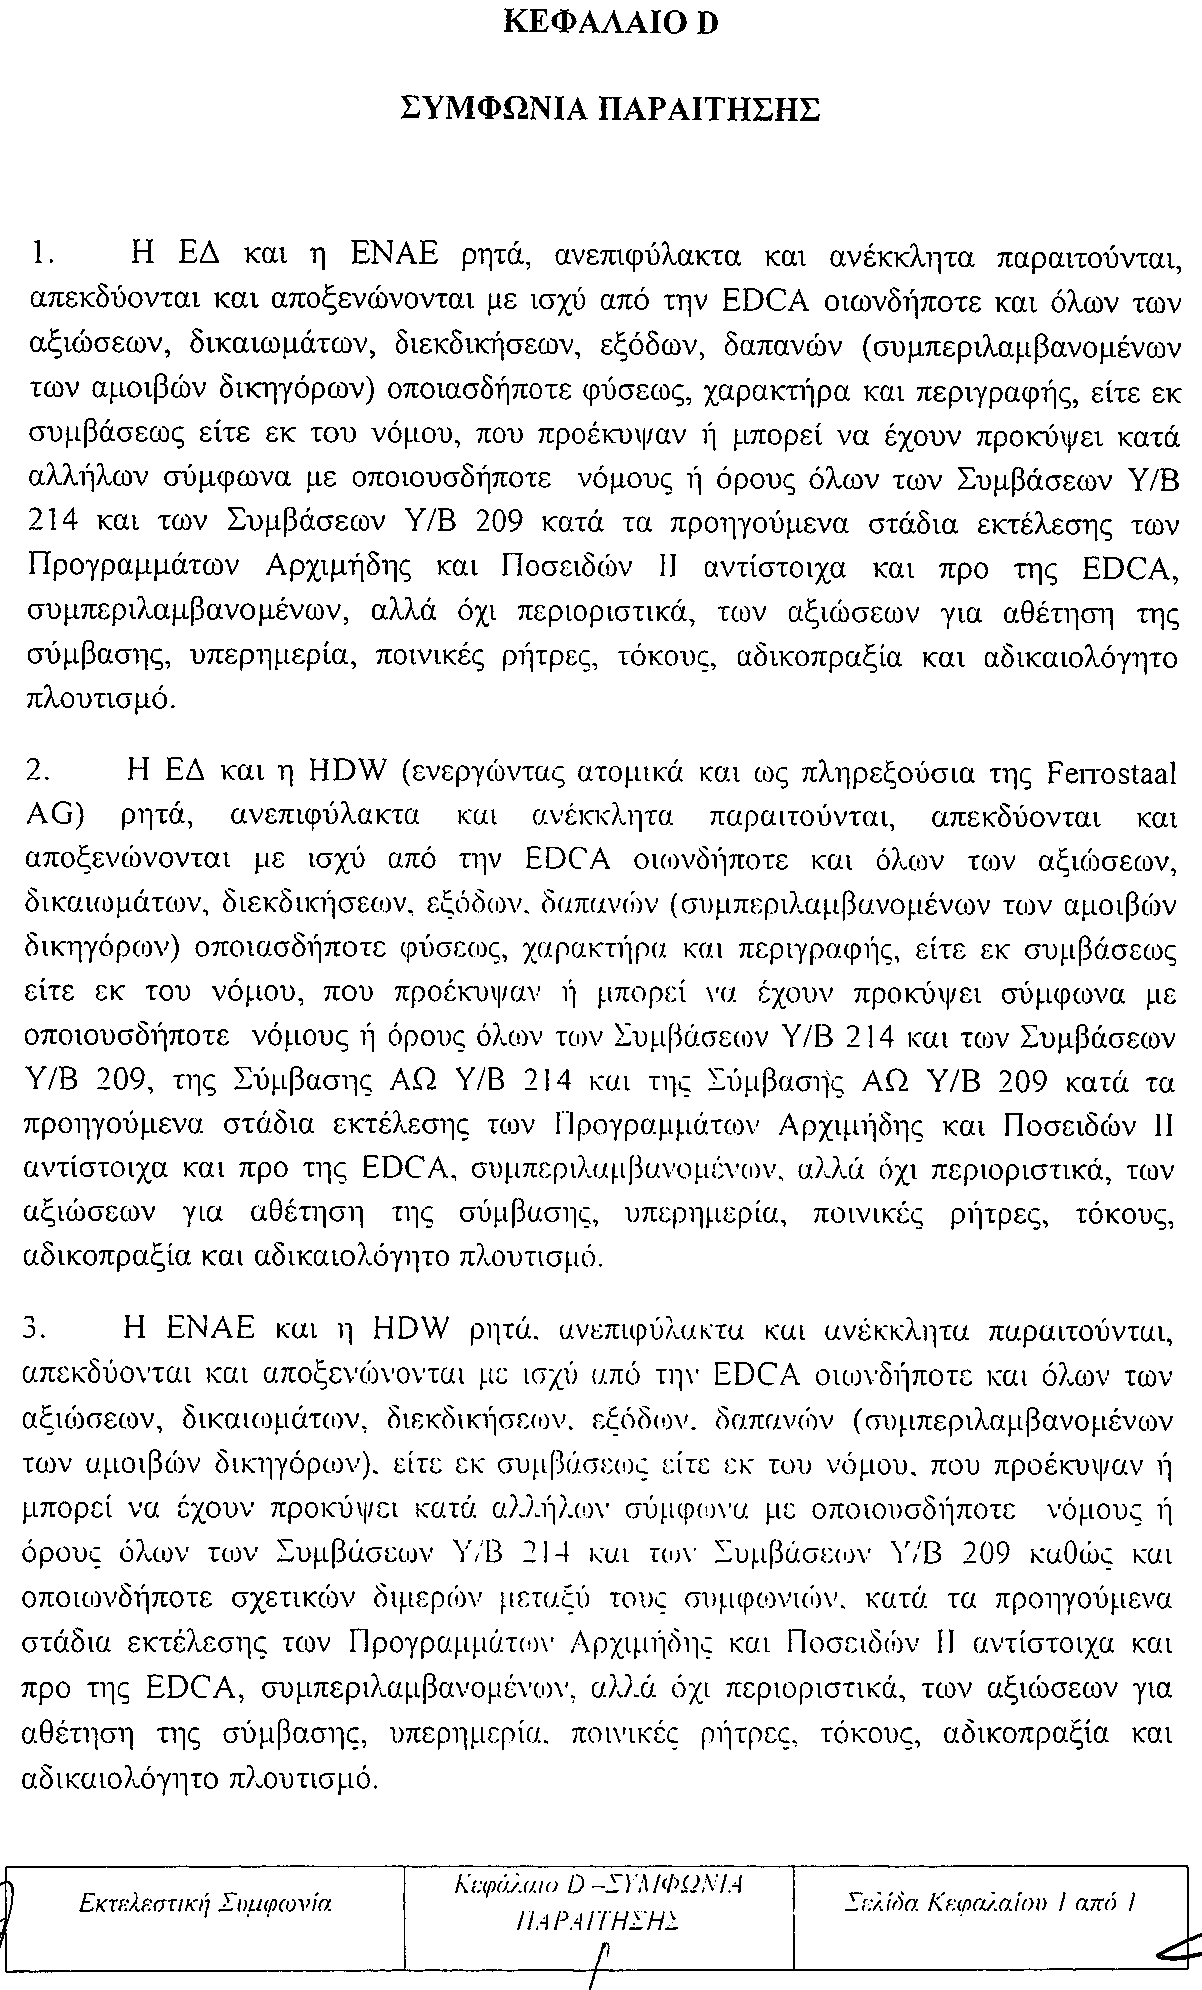 ΚΕΦΑΛΑΙΟ D
ΣΥΜΦΩΝΙΑ ΠΑΡΑΙΤΗΣΗΣ
1. Η ΕΔ και η ΕΝΑΕ ρητά, ανεπιφύλακτα και ανέκκλητα παραιτούνται,
απεκδύονται και αποξενώνονται με ισχύ από την EDCA οιωνδήποτε και όλων των
αξιώσεων, δικαιωμάτων, διεκδικήσεων, εξόδων, δαπανών (συμπεριλαμβανομένων
των αμοιβών δικηγόρων) οποιασδήποτε φύσεως, χαρακτήρα και περιγραφής, είτε εκ
συμβάσεως είτε εκ του νόμου, που προέκυψαν ή μπορεί να έχουν προκύψει κατά
αλλήλων σύμφωνα με οποιουσδήποτε νόμους ή όρους όλων των Συμβάσεων Υ/Β
214 και των Συμβάσεων Υ/Β 209 κατά τα προηγούμενα στάδια εκτέλεσης των
Προγραμμάτων Αρχιμήδης και Ποσειδών ΙΙ αντίστοιχα και προ της EDCA,
συμπεριλαμβανομένων, αλλά όχι περιοριστικά, των αξιώσεων για αθέτηση της
σύμβασης, υπερημερία, ποινικές ρήτρες, τόκους, αδικοπραξία και αδικαιολόγητο
πλουτισμό.
2. Η ΕΔ και η HDW (ενεργώντας ατομικά και ως πληρεξούσια της Ferrostaal
AG) ρητά, ανεπιφύλακτα και ανέκκλητα παραιτούνται, απεκδύονται και
αποξενώνονται με ισχύ από την EDCA οιωνδήποτε και όλων των αξιώσεων,
δικαιωμάτων, διεκδικήσεων, εξόδων, δαπανών (συμπεριλαμβανομένων των αμοιβών
δικηγόρων) οποιασδήποτε φύσεως, χαρακτήρα και περιγραφής, είτε εκ συμβάσεως
είτε εκ του νόμου, που προέκυψαν ή μπορεί να έχουν προκύψει σύμφωνα με
οποιουσδήποτε νόμους ή όρους όλων των Συμβάσεων Υ/Β 214 και των Συμβάσεων
Υ/Β 209, της Σύμβασης ΑΩ Υ/Β 214 και της Σύμβασής ΑΩ Υ/Β 209 κατά τα
προηγούμενα στάδια εκτέλεσης των Προγραμμάτων Αρχιμήδης και Ποσειδών ΙΙ
αντίστοιχα και προ της EDCA, συμπεριλαμβανομένων, αλλά όχι περιοριστικά, των
αξιώσεων για αθέτηση της σύμβασης, υπερημερία, ποινικές ρήτρες, τόκους,
αδικοπραξία και αδικαιολόγητο πλουτισμό.
3. Η ΕΝΑΕ και η HDW ρητά, ανεπιφύλακτα και ανέκκλητα παραιτούνται,
απεκδύονται και αποξενώνονται με ισχύ από την EDCA οιωνδήποτε και όλων των
αξιώσεων, δικαιωμάτων, διεκδικήσεων, εξόδων, δαπανών (συμπεριλαμβανομένων
των αμοιβών δικηγόρων), είτε εκ συμβάσεως είτε εκ του νόμου, που προέκυψαν ή
μπορεί να έχουν προκύψει κατά αλλήλων σύμφωνα με οποιουσδήποτε νόμους ή
όρους όλων των Συμβάσεων Υ/Β 214 και των Συμβάσεων Υ/Β 209 καθώς και
οποιωνδήποτε σχετικών διμερών μεταξύ τους συμφωνιών, κατά τα προηγούμενα
στάδια εκτέλεσης των Προγραμμάτων Αρχιμήδης και Ποσειδών ΙΙ αντίστοιχα και
προ της EDCA, συμπεριλαμβανομένων, αλλά όχι περιοριστικά, των αξιώσεων για
αθέτηση της σύμβασης, υπερημερία, ποινικές ρήτρες, τόκους, αδικοπραξία και
αδικαιολόγητο πλουτισμό.
Εκτελεστική Συμφωνία
Κεφάλαιο D –ΣΥΜΦΩΝΙΑ
ΠΑΡΑΙΤΗΣΗΣ
Σελίδα Κεφαλαίου 1 από 1